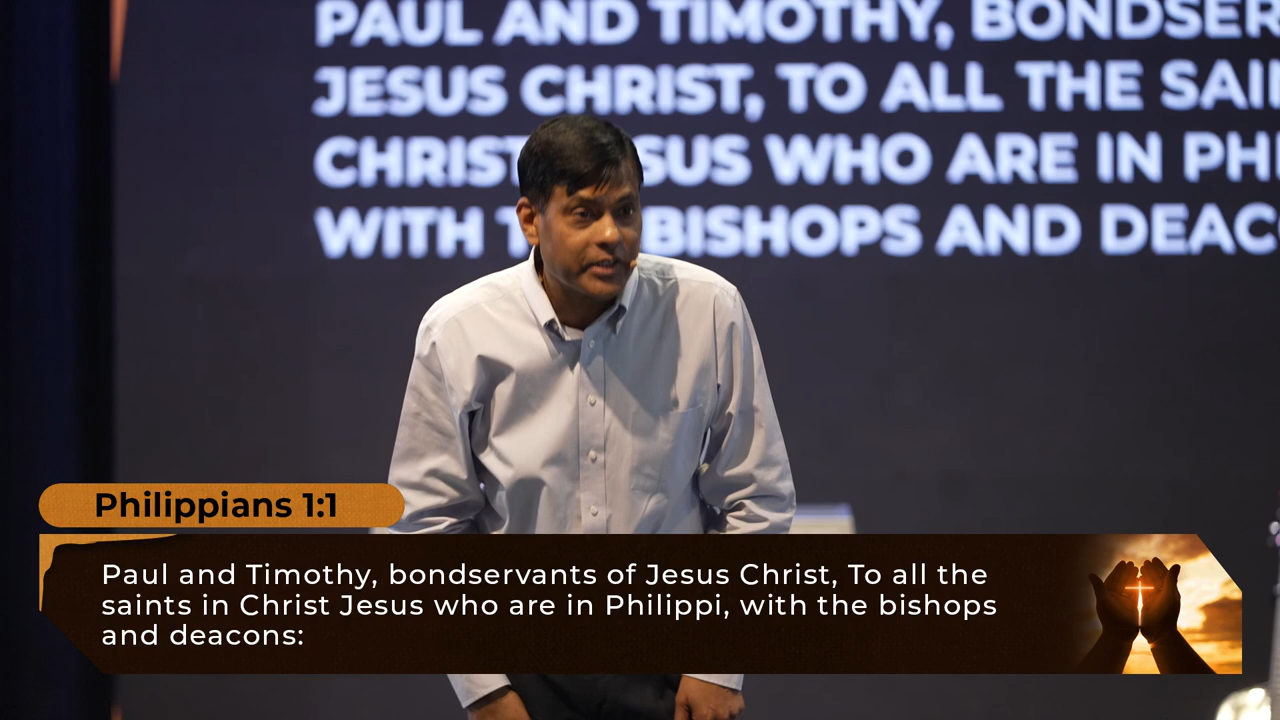 PAUL AND TIMOTHY,
JESUS CHRIST, TO ALL THE
WHO ARE IN
WITH BISHOPS AND
Philippians 1:1
Paul and Timothy, bondservants of Jesus Christ, To all the
saints in Christ Jesus who are in Philippi, with the bishops
and deacons: